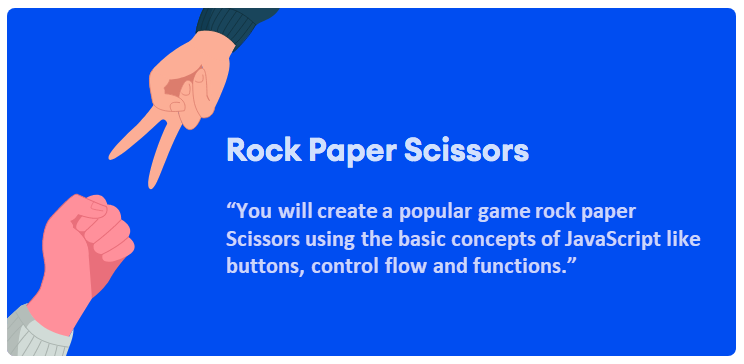 Rock Paper Scissors
“You will create a popular game rock paper
Scissors using the basic concepts of JavaScript like
buttons, control flow and functions.”